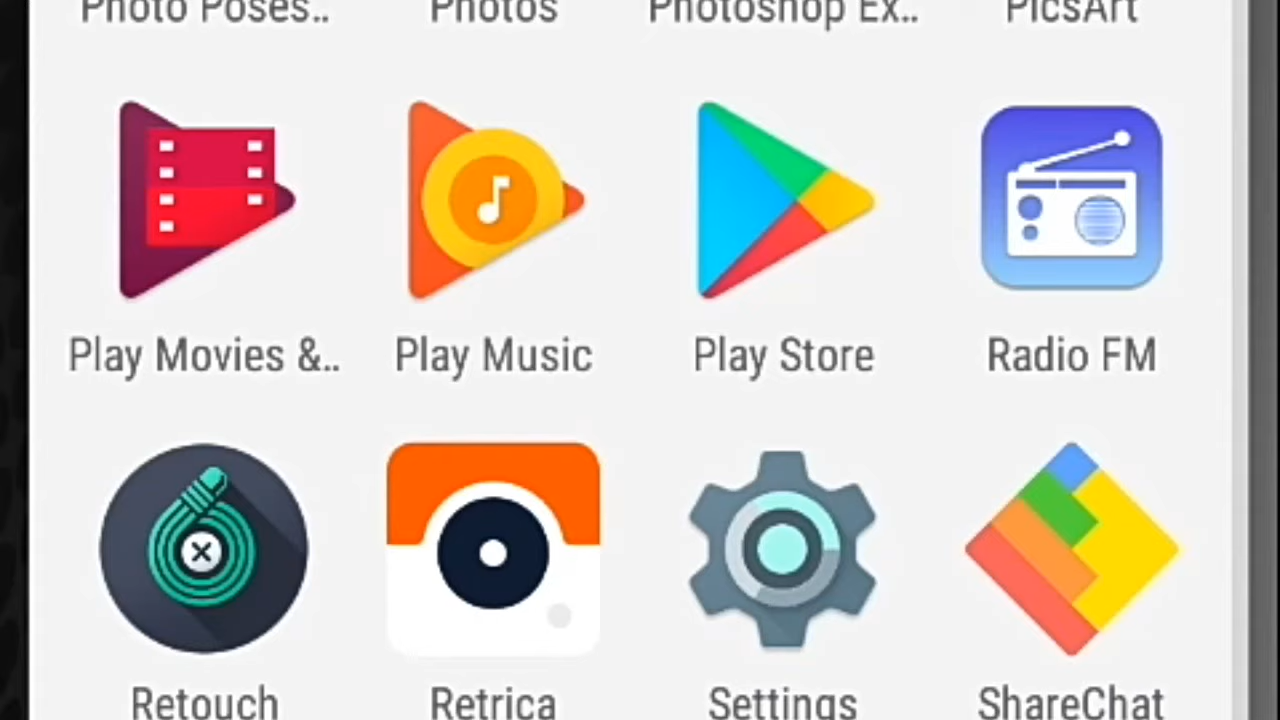 Photo Poses..
Photos
Photoshop Ex..
PicsArt
Play Movies &..
Play Music
Play Store
Radio FM
Retouch
Retrica
Settings
ShareChat